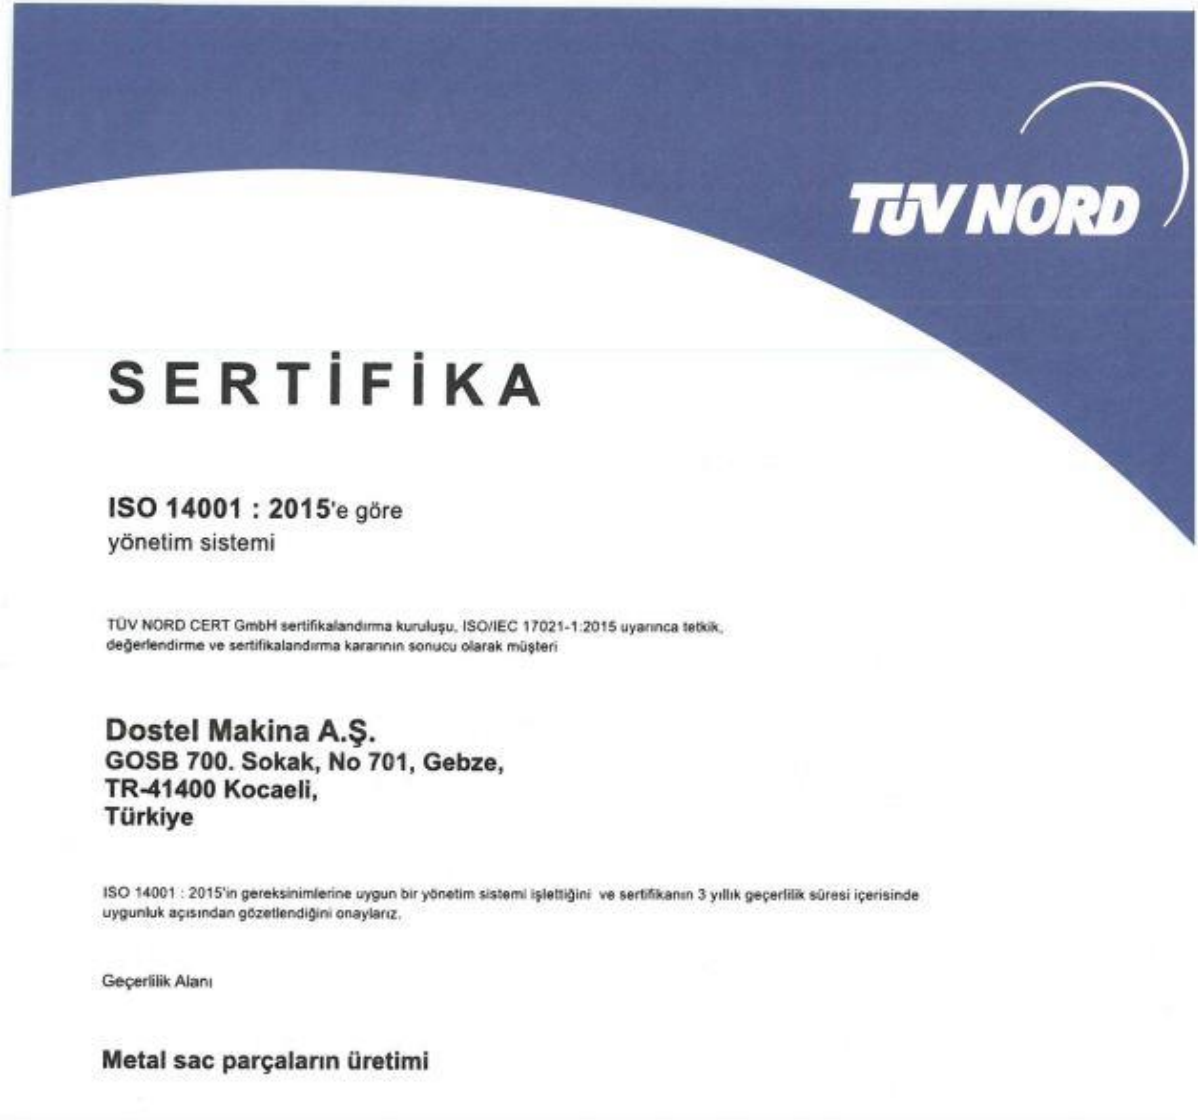 TÜV NORD
SERTİFİKA
ISO 14001 : 2015'e göre
yönetim sistemi
TÜV NORD CERT GmbH sertifikalandırma kuruluşu, ISO/IEC 17021-1:2015 uyarınca tetkik,
değerlendirme ve sertifikalandırma kararının sonucu olarak müşteri
Dostel Makina A.Ş.
GOSB 700. Sokak, No 701, Gebze,
TR-41400 Kocaeli,
Türkiye
ISO 14001 : 2015'in gereksinimlerine uygun bir yönetim sistemi işlettiğini ve sertifikanın 3 yıllık geçerlilik süresi içerisinde
uygunluk açısından gözetlendiğini onaylarız.
Geçerlilik Alanı
Metal sac parçaların üretimi